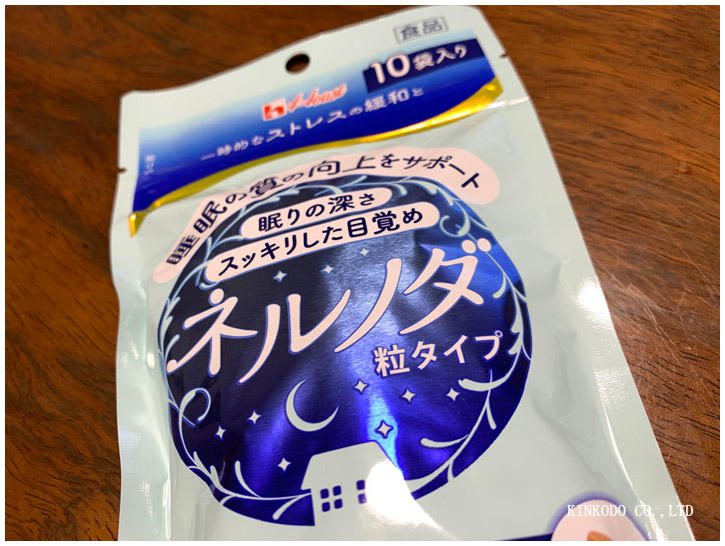 食品
10袋入り
House
一時的なストレスの緩和と
睡眠の質の向上をサポート
眠りの深さ
スッキリした目覚め
ネルノダ
粒タイプ
KINKODO CO.,LTD